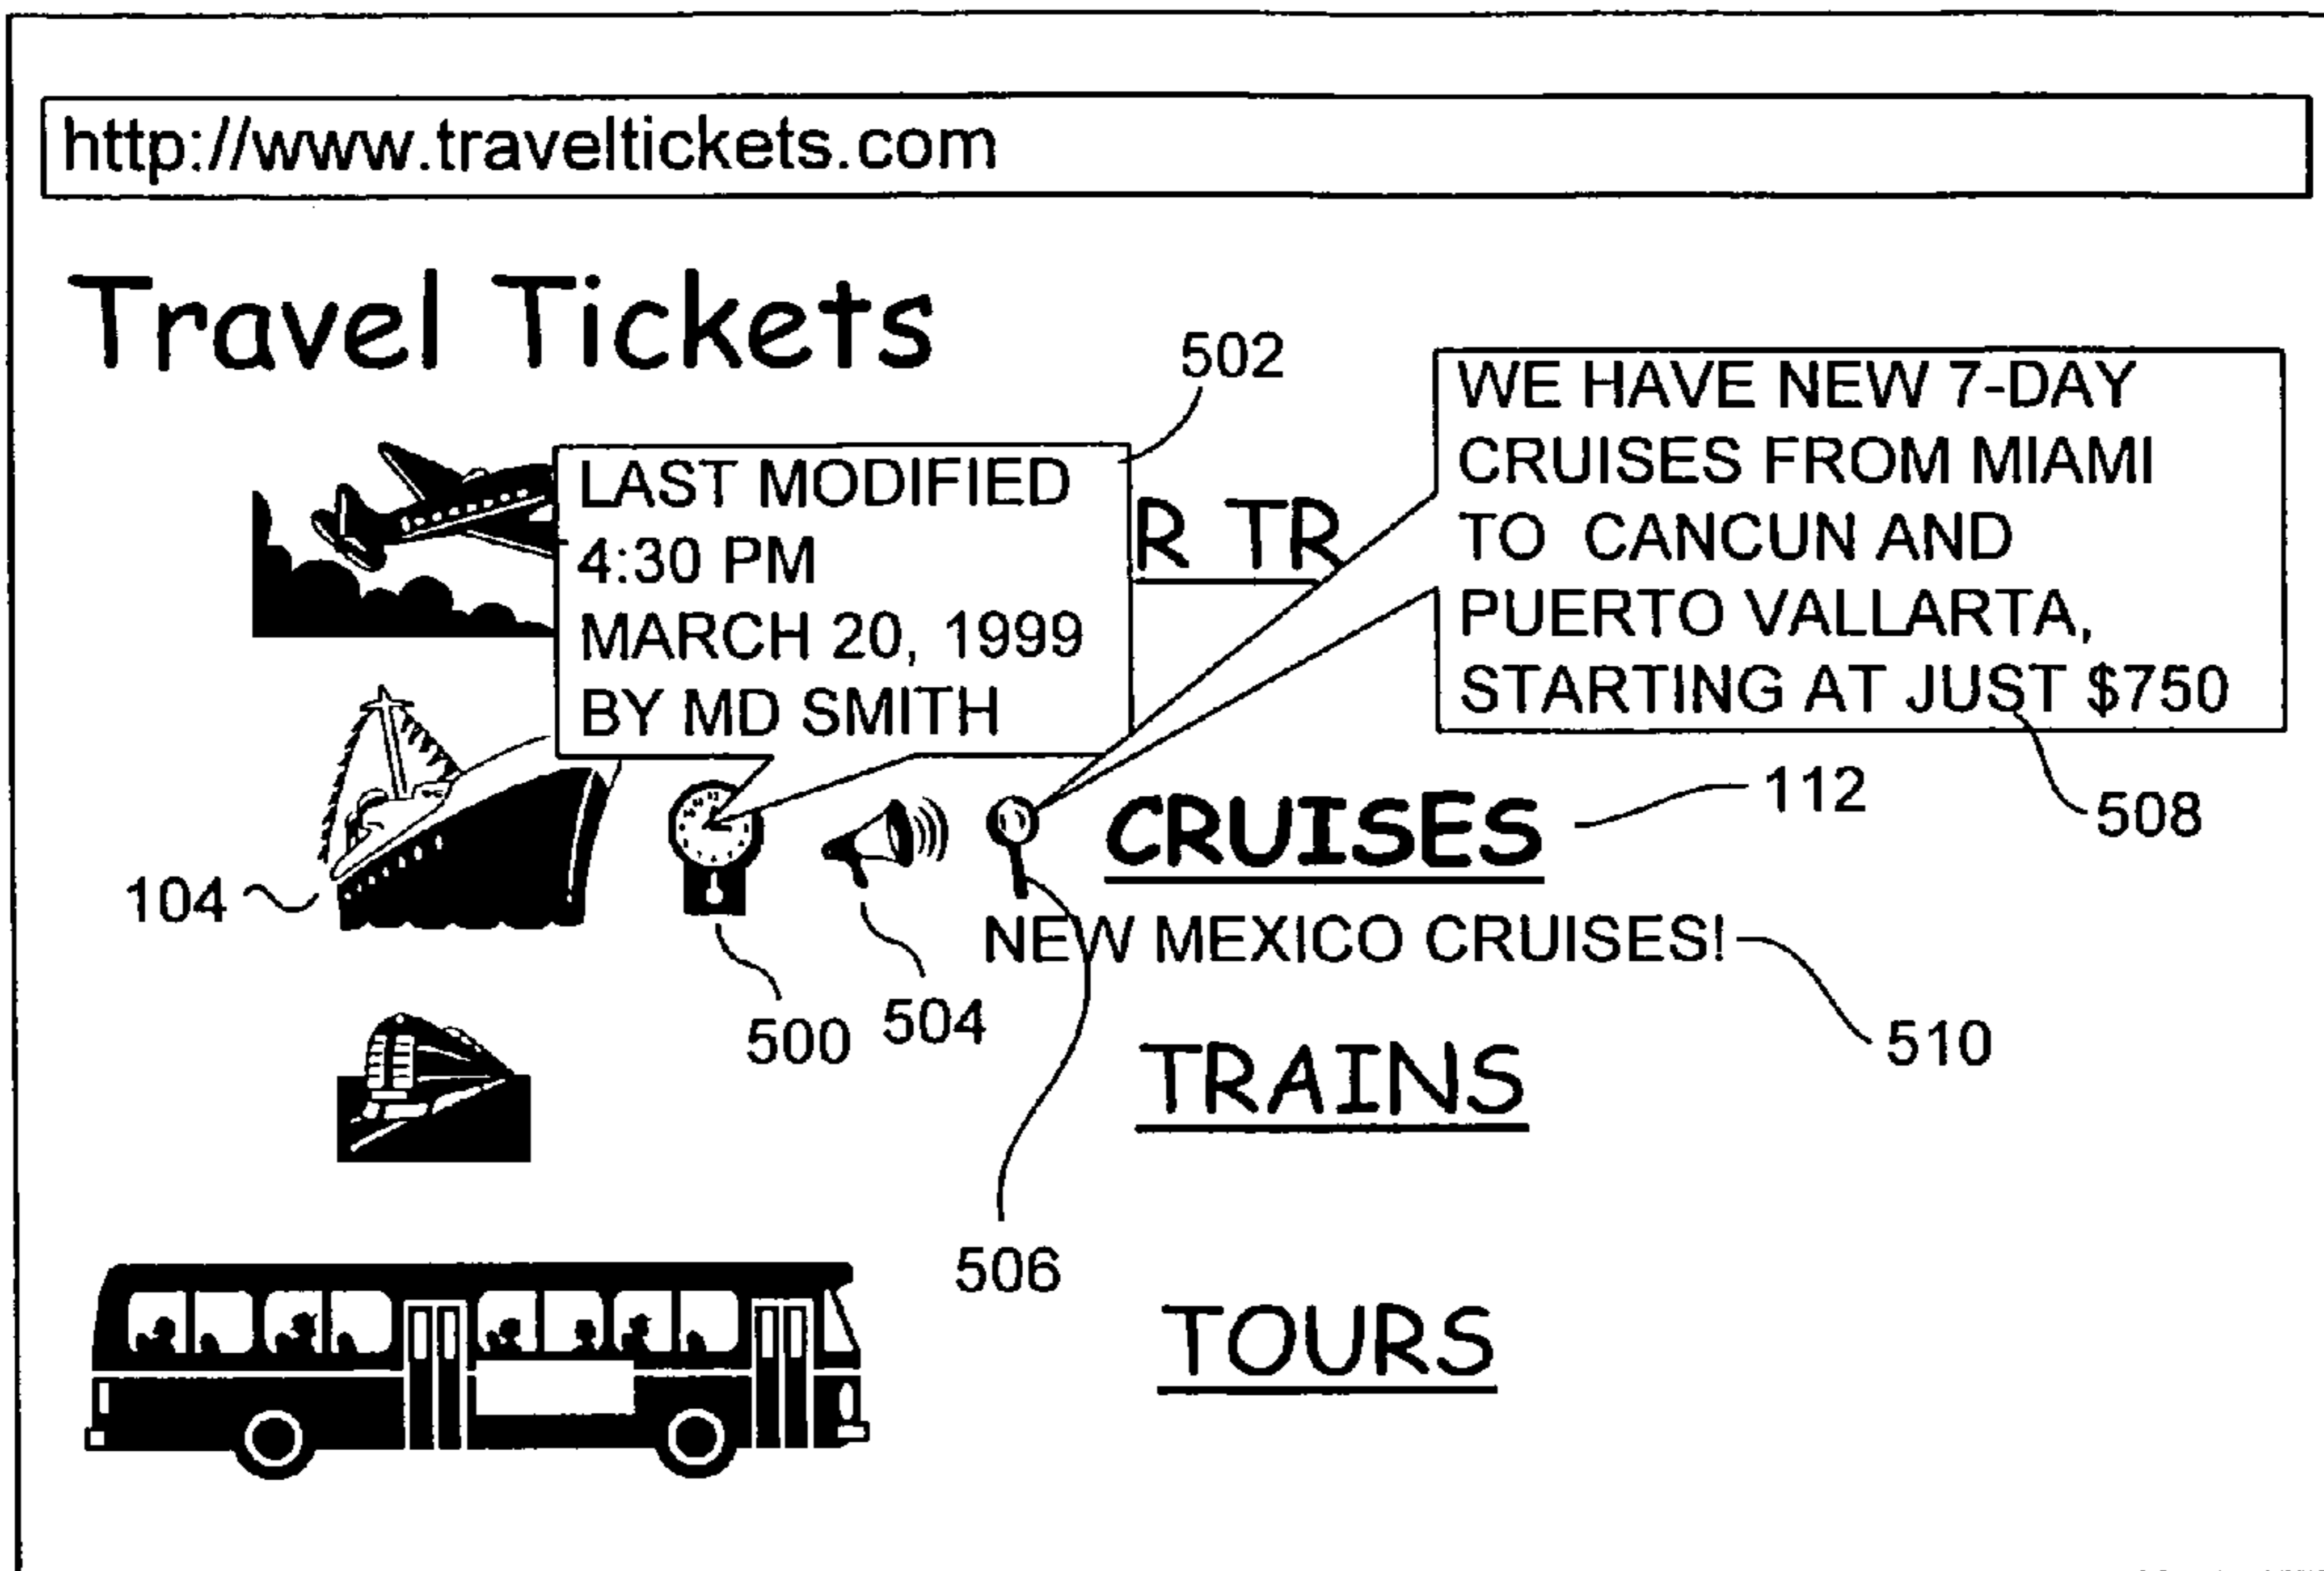 http://www.traveltickets.com
Travel Tickets
502
LAST MODIFIED
4:30 PM
MARCH 20, 1999
BY MD SMITH
R TR
WE HAVE NEW 7-DAY
CRUISES FROM MIAMI
TO CANCUN AND
PUERTO VALLARTA,
STARTING AT JUST $750
112
508
CRUISES
104
NEW MEXICO CRUISES!
500
504
510
TRAINS
506
TOURS